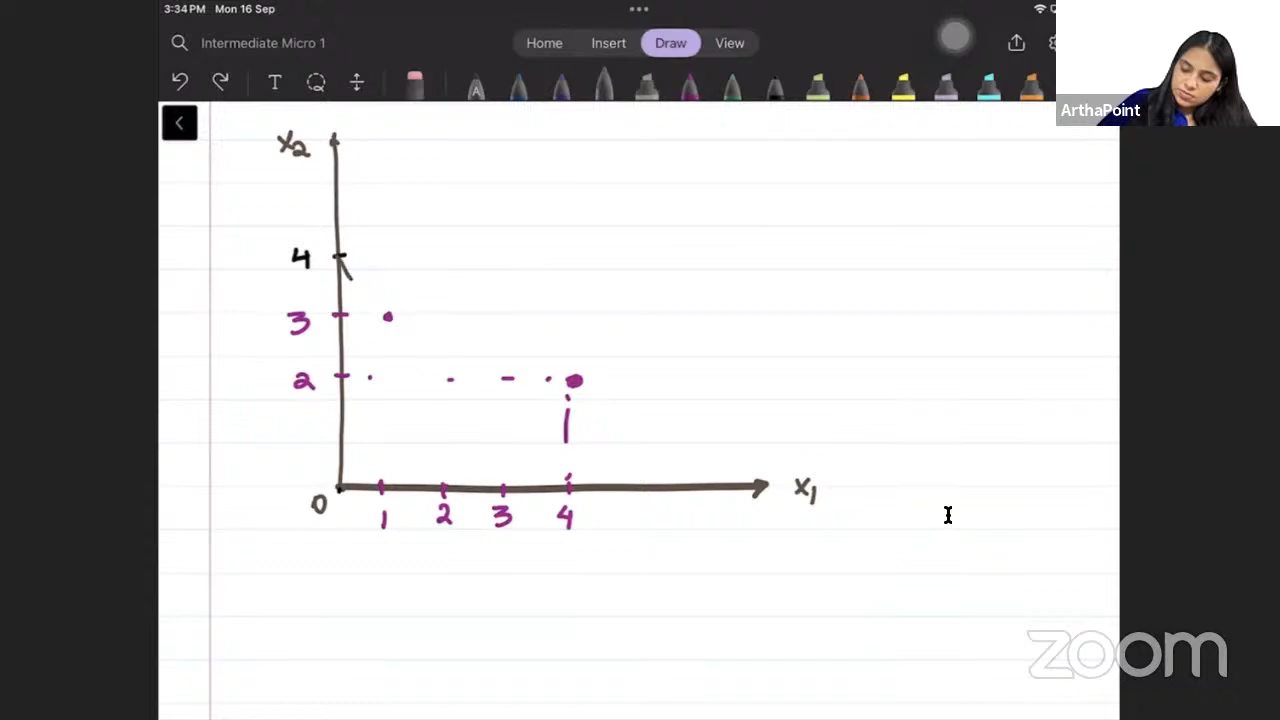 3:34 PM Mon 16 Sep
Intermediate Micro 1
Home Insert Draw View
T
A
ArthaPoint
x2
4
3
2
0
1 2 3 4
x1
zoom